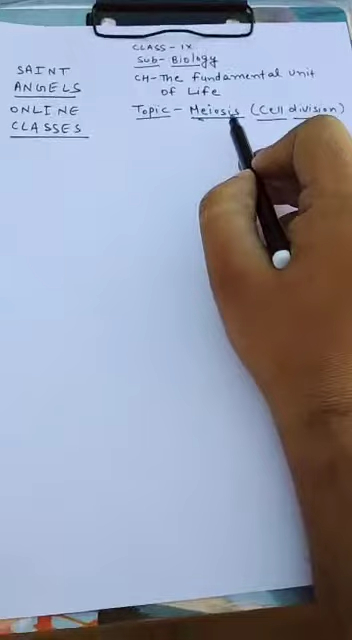 SAINT
ANGELS
ONLINE
CLASSES
CLASS - IX
Sub - Biology
CH - The fundamental unit
of Life
Topic - Meiosis (Cell division)